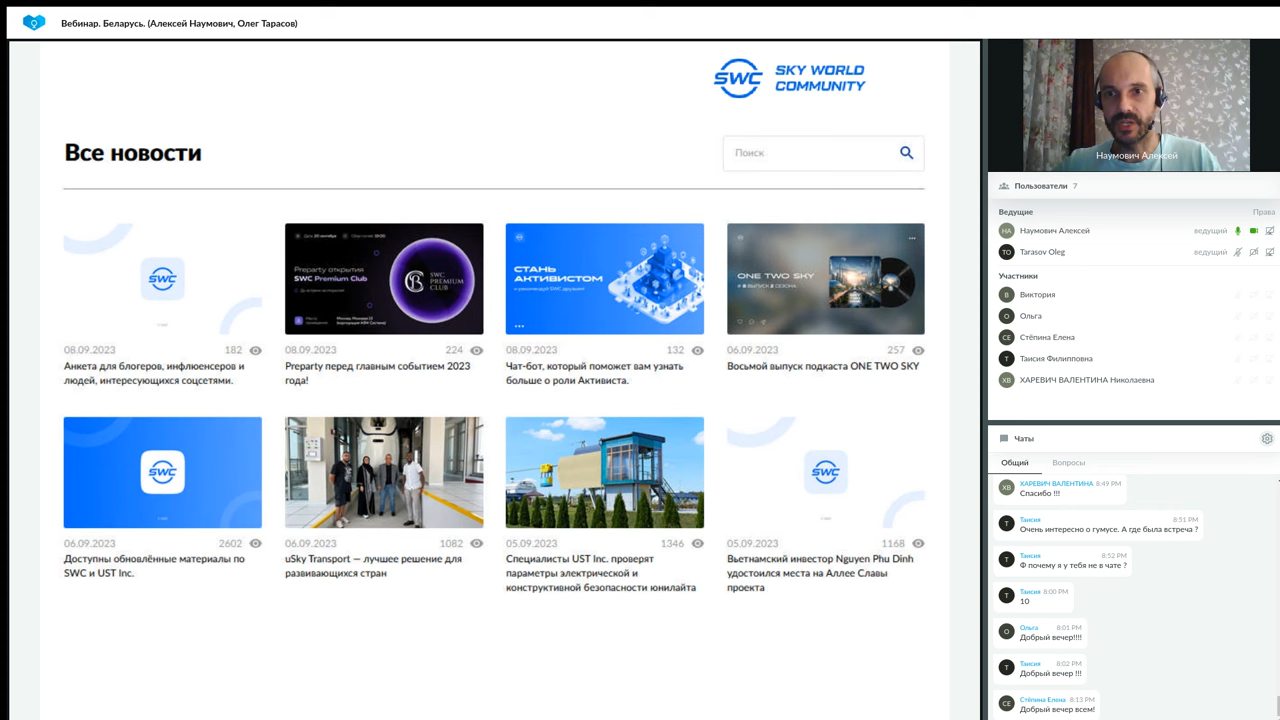 Вебинар. Беларусь. (Алексей Наумович, Олег Тарасов)
SWC SKY WORLD
COMMUNITY
Все новости
Поиск
SWC
Preparty открытия
SWC Premium Club
SWC
PREMIUM
CLUB
СТАНЬ
АКТИВИСТОМ
и рекомендуй SWC друзьям!
ONE TWO SKY
08.09.2023 182
Анкета для блогеров, инфлюенсеров и
людей, интересующихся соцсетями.
08.09.2023 224
Preparty перед главным событием 2023
года!
08.09.2023 132
Чат-бот, который поможет вам узнать
больше о роли Активиста.
06.09.2023 257
Восьмой выпуск подкаста ONE TWO SKY
SWC
SWC
06.09.2023 2602
Доступны обновлённые материалы по
SWC и UST Inc.
06.09.2023 1082
uSky Transport — лучшее решение для
развивающихся стран
05.09.2023 1346
Специалисты UST Inc. проверят
параметры электрической и
конструктивной безопасности юнилайта
05.09.2023 1168
Вьетнамский инвестор Nguyen Phu Dinh
удостоился места на Аллее Славы
проекта
Наумович Алексей
Пользователи 7
Ведущие Права
НА Наумович Алексей ведущий
TO Tarasov Oleg ведущий
Участники
В Виктория
О Ольга
СЕ Стёпина Елена
Т Таисия Филипповна
ХВ ХАРЕВИЧ ВАЛЕНТИНА Николаевна
Чаты
Общий Вопросы
ХВ ХАРЕВИЧ ВАЛЕНТИНА 8:49 PM
Спасибо !!!
Т Таисия 8:51 PM
Очень интересно о гумусе. А где была встреча ?
Т Таисия 8:52 PM
Ф почему я у тебя не в чате ?
Т Таисия 8:00 PM
10
О Ольга 8:01 PM
Добрый вечер!!!!
Т Таисия 8:02 PM
Добрый вечер !!!
СЕ Стёпина Елена 8:13 PM
Добрый вечер всем!